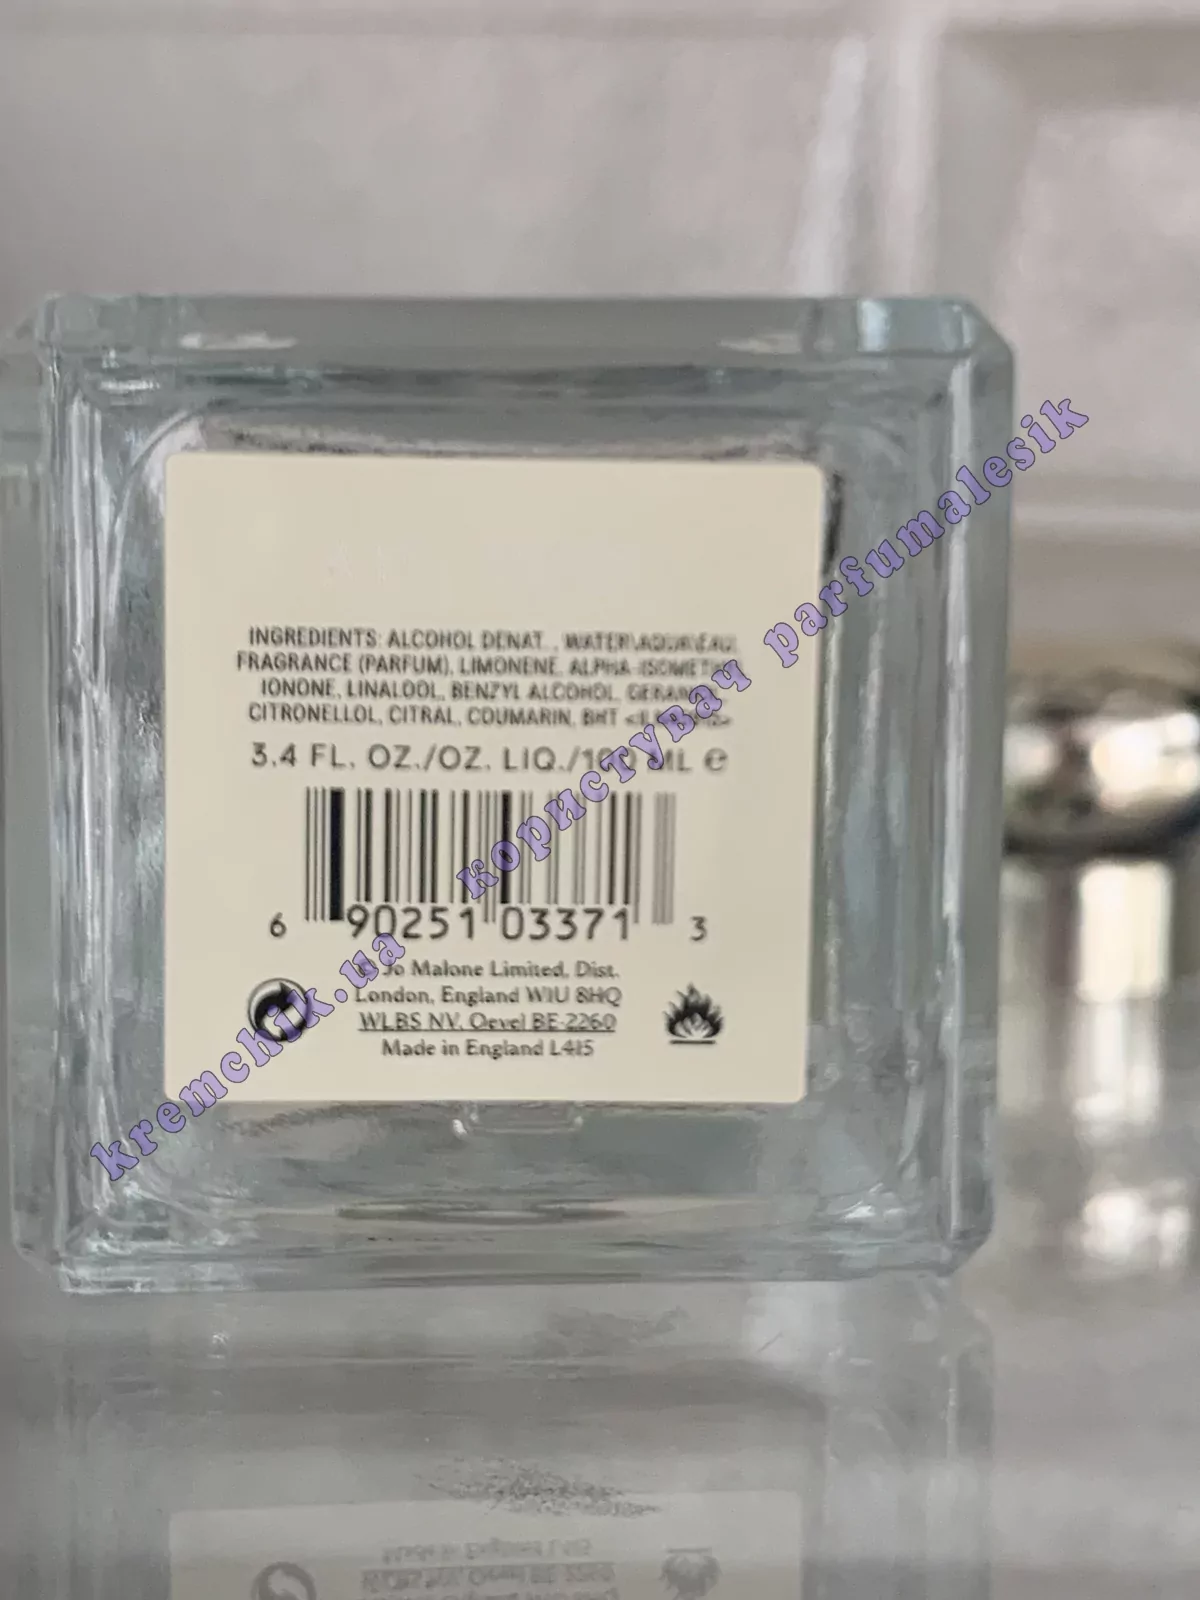 INGREDIENTS: ALCOHOL DENAT., WATER\AQUA\EAU,
FRAGRANCE (PARFUM), LIMONENE, ALPHA-ISOMETHYL
IONONE, LINALOOL, BENZYL ALCOHOL, GERANIOL,
CITRONELLOL, CITRAL, COUMARIN, BHT
3.4 FL. OZ./OZ. LIQ./100 ML e
6 90251 03371 3
© Jo Malone Limited, Dist.
London, England W1U 8HQ
WLBS NV, Oevel BE-2260
Made in England L415
kremchik.ua користувач parfumalesik